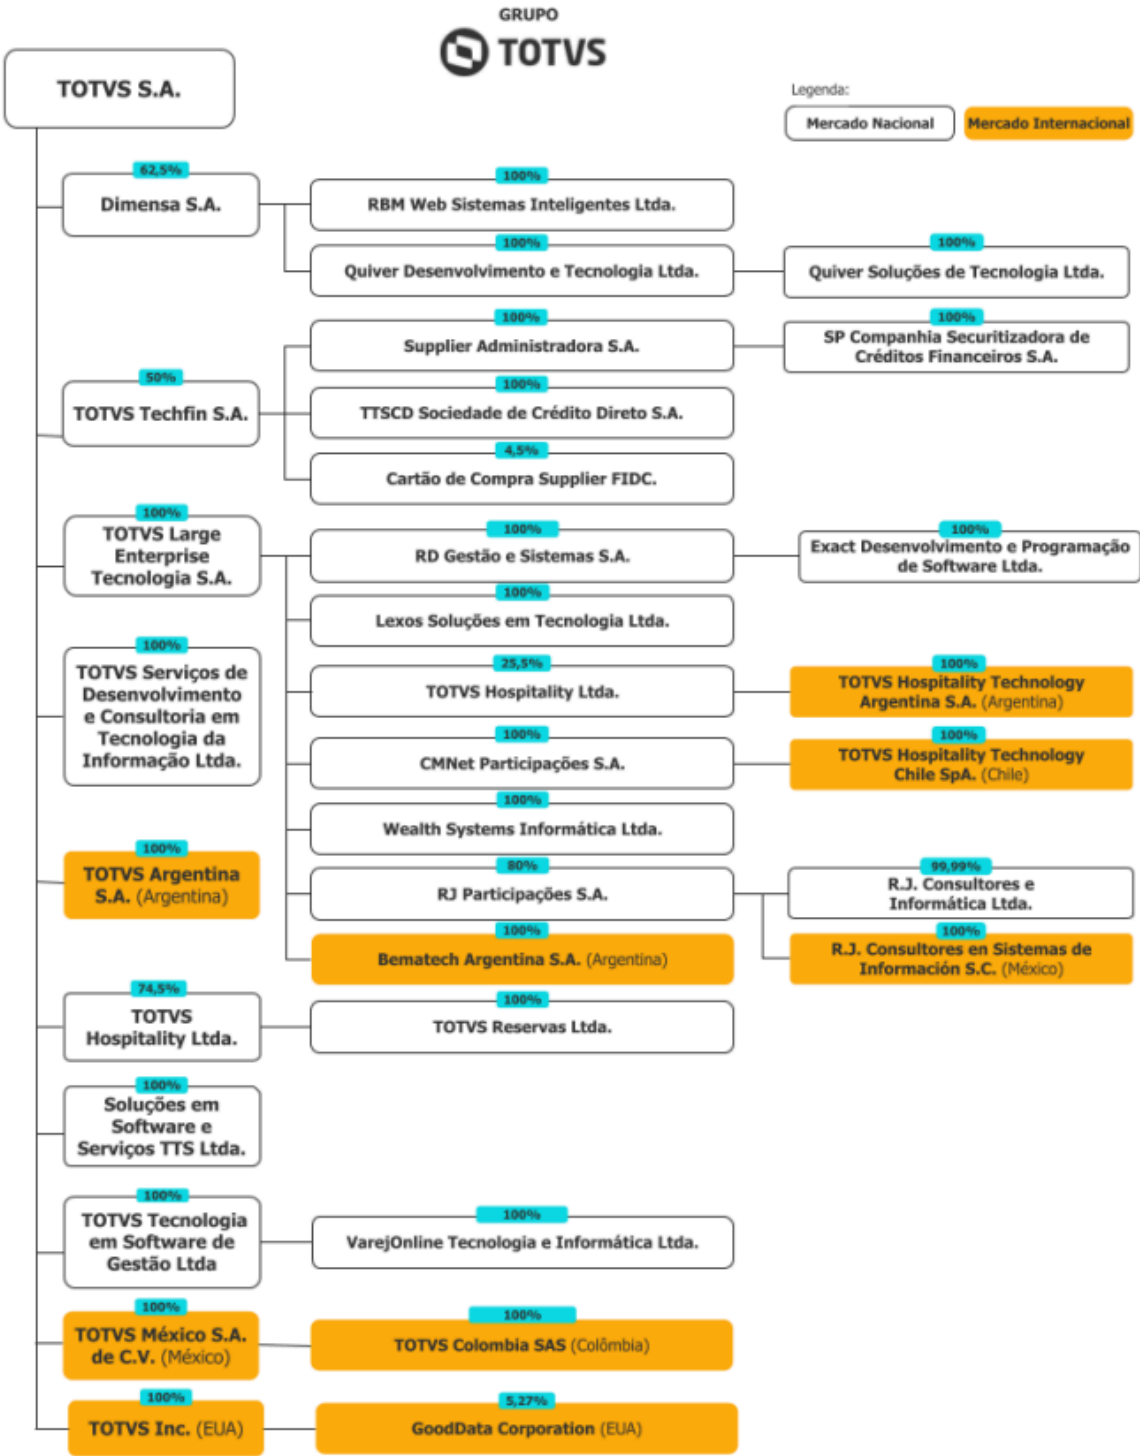 GRUPO
TOTVS
TOTVS S.A.
Legenda:
Mercado Nacional
Mercado Internacional
62,5%
Dimensa S.A.
100%
RBM Web Sistemas Inteligentes Ltda.
100%
Quiver Desenvolvimento e Tecnologia Ltda.
100%
Quiver Soluções de Tecnologia Ltda.
50%
TOTVS Techfin S.A.
100%
Supplier Administradora S.A.
100%
SP Companhia Securitizadora de
Créditos Financeiros S.A.
100%
TTSCD Sociedade de Crédito Direto S.A.
4,5%
Cartão de Compra Supplier FIDC.
100%
TOTVS Large
Enterprise
Tecnologia S.A.
100%
RD Gestão e Sistemas S.A.
100%
Exact Desenvolvimento e Programação
de Software Ltda.
100%
Lexos Soluções em Tecnologia Ltda.
25,5%
TOTVS Hospitality Ltda.
100%
TOTVS Hospitality Technology
Argentina S.A. (Argentina)
100%
CMNet Participações S.A.
100%
TOTVS Hospitality Technology
Chile SpA. (Chile)
100%
Wealth Systems Informática Ltda.
80%
RJ Participações S.A.
99,99%
R.J. Consultores e
Informática Ltda.
100%
R.J. Consultores en Sistemas de
Información S.C. (México)
100%
Bematech Argentina S.A. (Argentina)
100%
TOTVS Serviços de
Desenvolvimento
e Consultoria em
Tecnologia da
Informação Ltda.
100%
TOTVS Argentina
S.A. (Argentina)
74,5%
TOTVS
Hospitality Ltda.
100%
TOTVS Reservas Ltda.
100%
Soluções em
Software e
Serviços TTS Ltda.
100%
TOTVS Tecnologia
em Software de
Gestão Ltda
100%
VarejOnline Tecnologia e Informática Ltda.
100%
TOTVS México S.A.
de C.V. (México)
100%
TOTVS Colombia SAS (Colômbia)
100%
TOTVS Inc. (EUA)
5,27%
GoodData Corporation (EUA)